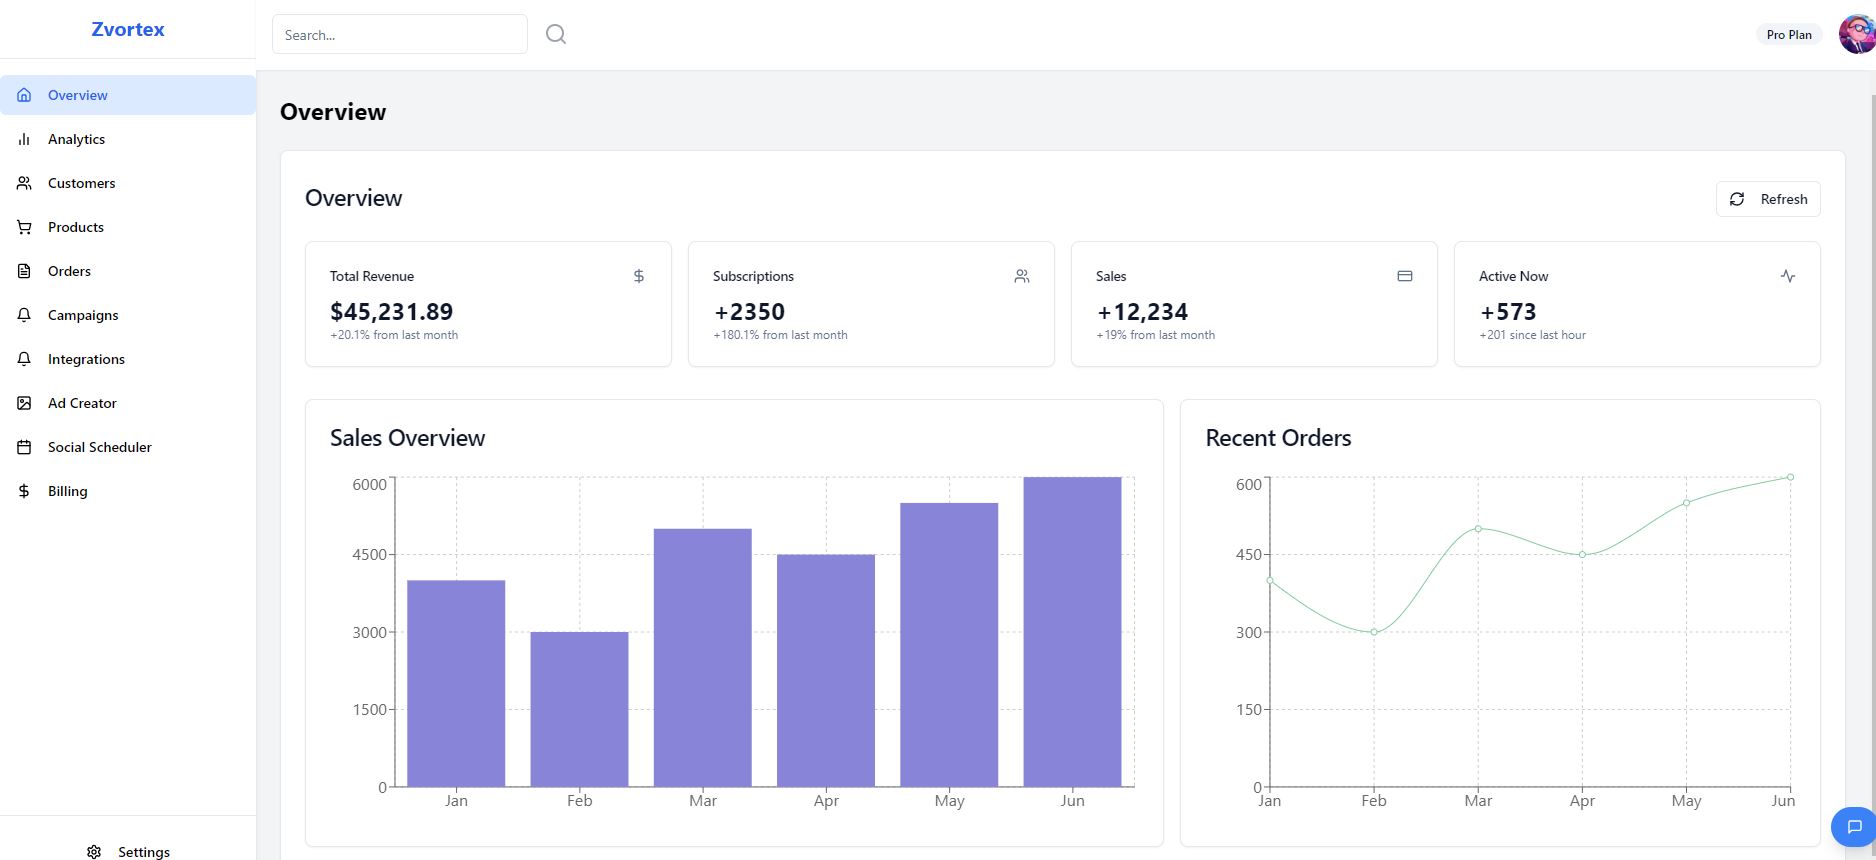 Zvortex
Search...
Pro Plan
Overview
Analytics
Customers
Products
Orders
Campaigns
Integrations
Ad Creator
Social Scheduler
Billing
Settings
Overview
Overview
Refresh
Total Revenue
$45,231.89
+20.1% from last month
Subscriptions
+2350
+180.1% from last month
Sales
+12,234
+19% from last month
Active Now
+573
+201 since last hour
Sales Overview
6000
4500
3000
1500
0
Jan Feb Mar Apr May Jun
Recent Orders
600
450
300
150
0
Jan Feb Mar Apr May Jun